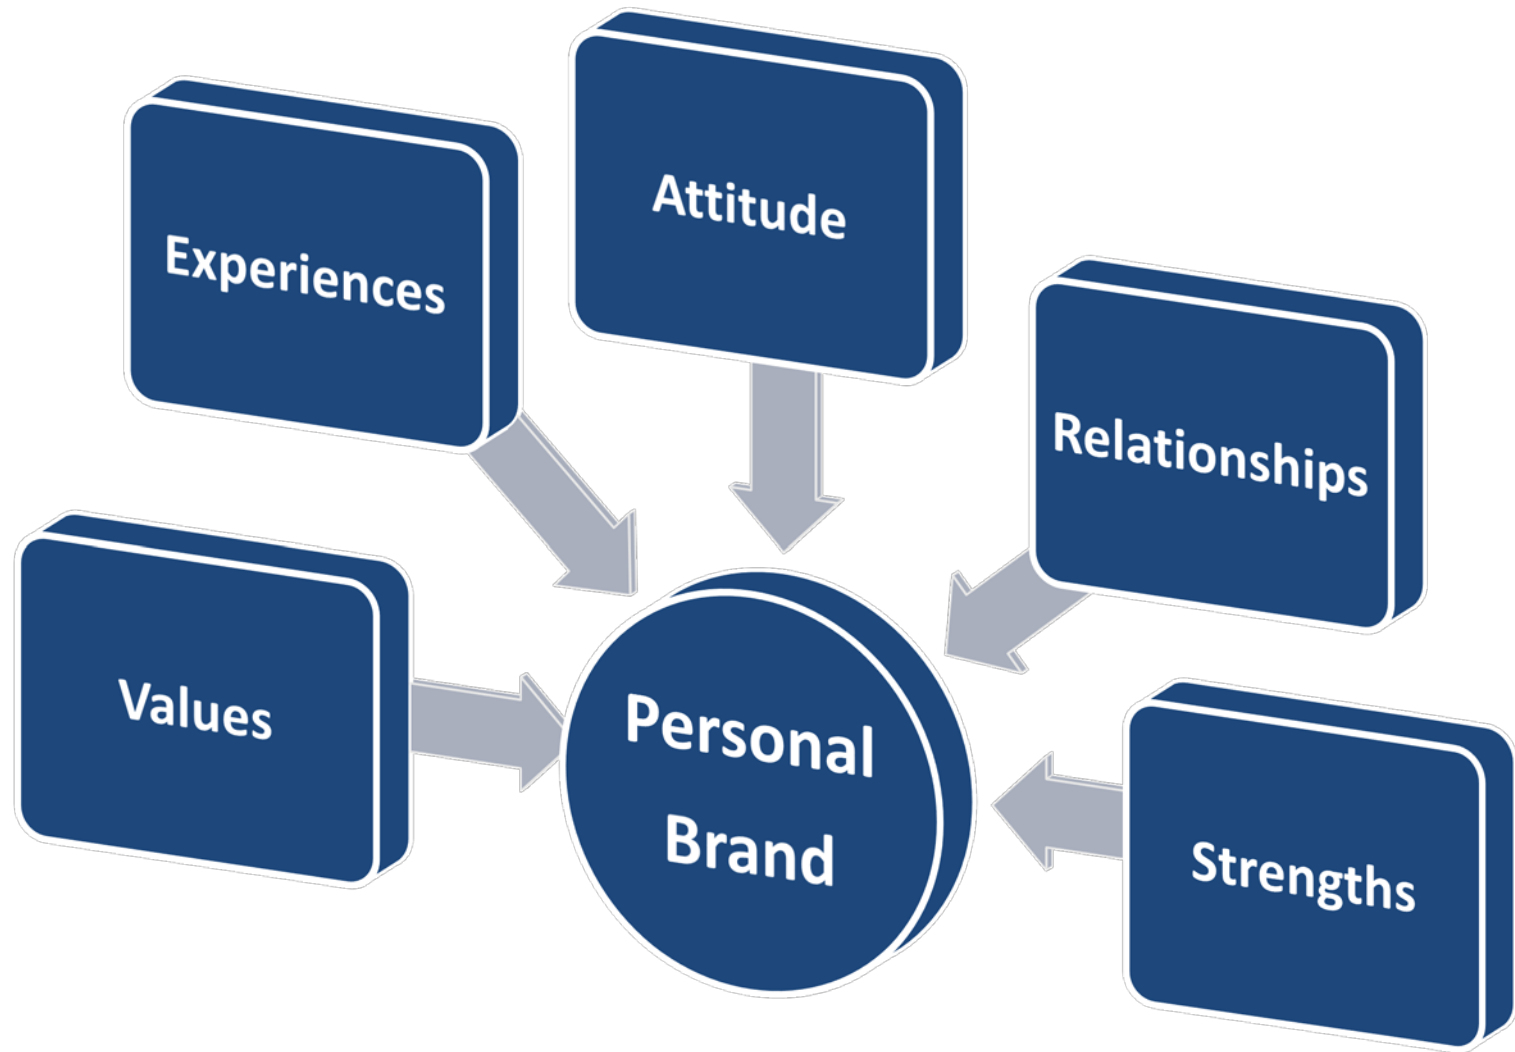 Attitude
Experiences
Relationships
Values
Personal
Brand
Strengths